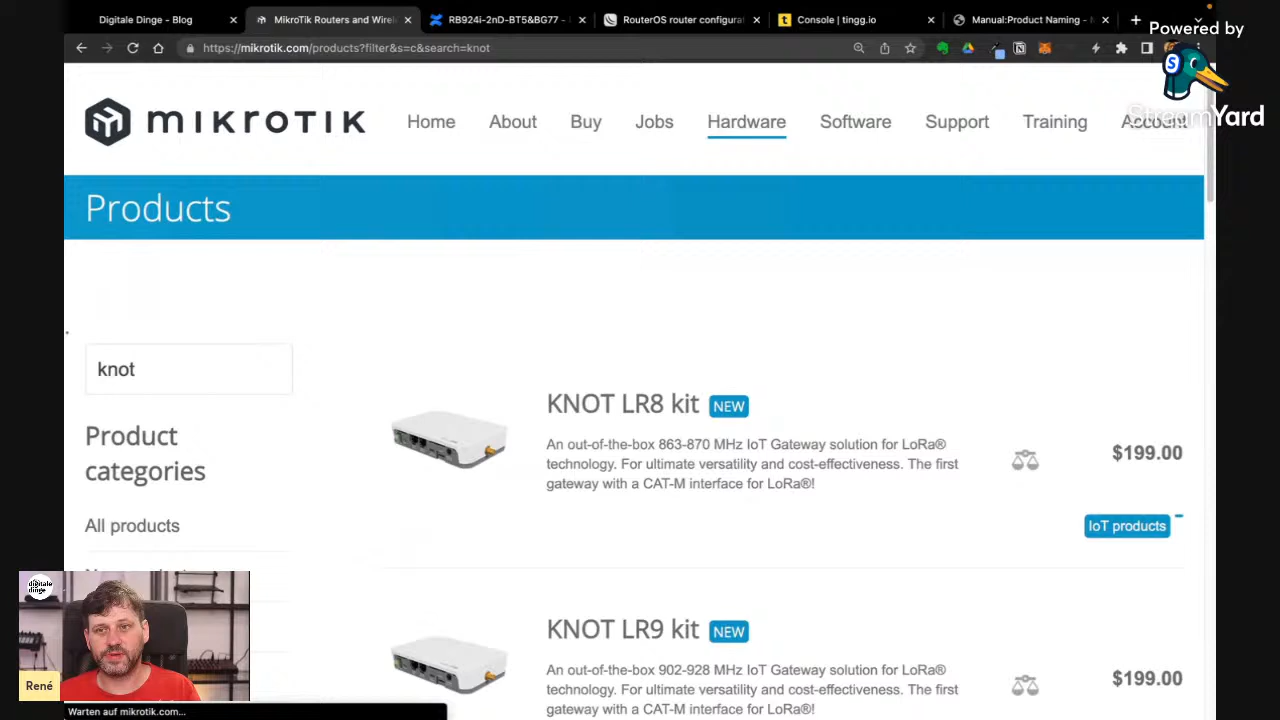 Digitale Dinge - Blog
MikroTik Routers and Wirel
RB924i-2nD-BT5&BG77 -
RouterOS router configurat
Console | tingg.io
Manual:Product Naming -
Powered by
https://mikrotik.com/products?filter&s=c&search=knot
StreamYard
mikrotik
Home
About
Buy
Jobs
Hardware
Software
Support
Training
Account
Products
knot
Product
categories
All products
KNOT LR8 kit
NEW
An out-of-the-box 863-870 MHz IoT Gateway solution for LoRa®
technology. For ultimate versatility and cost-effectiveness. The first
gateway with a CAT-M interface for LoRa®!
$199.00
IoT products
KNOT LR9 kit
NEW
An out-of-the-box 902-928 MHz IoT Gateway solution for LoRa®
technology. For ultimate versatility and cost-effectiveness. The first
gateway with a CAT-M interface for LoRa®!
$199.00
digitale
dinge
René
Warten auf mikrotik.com...